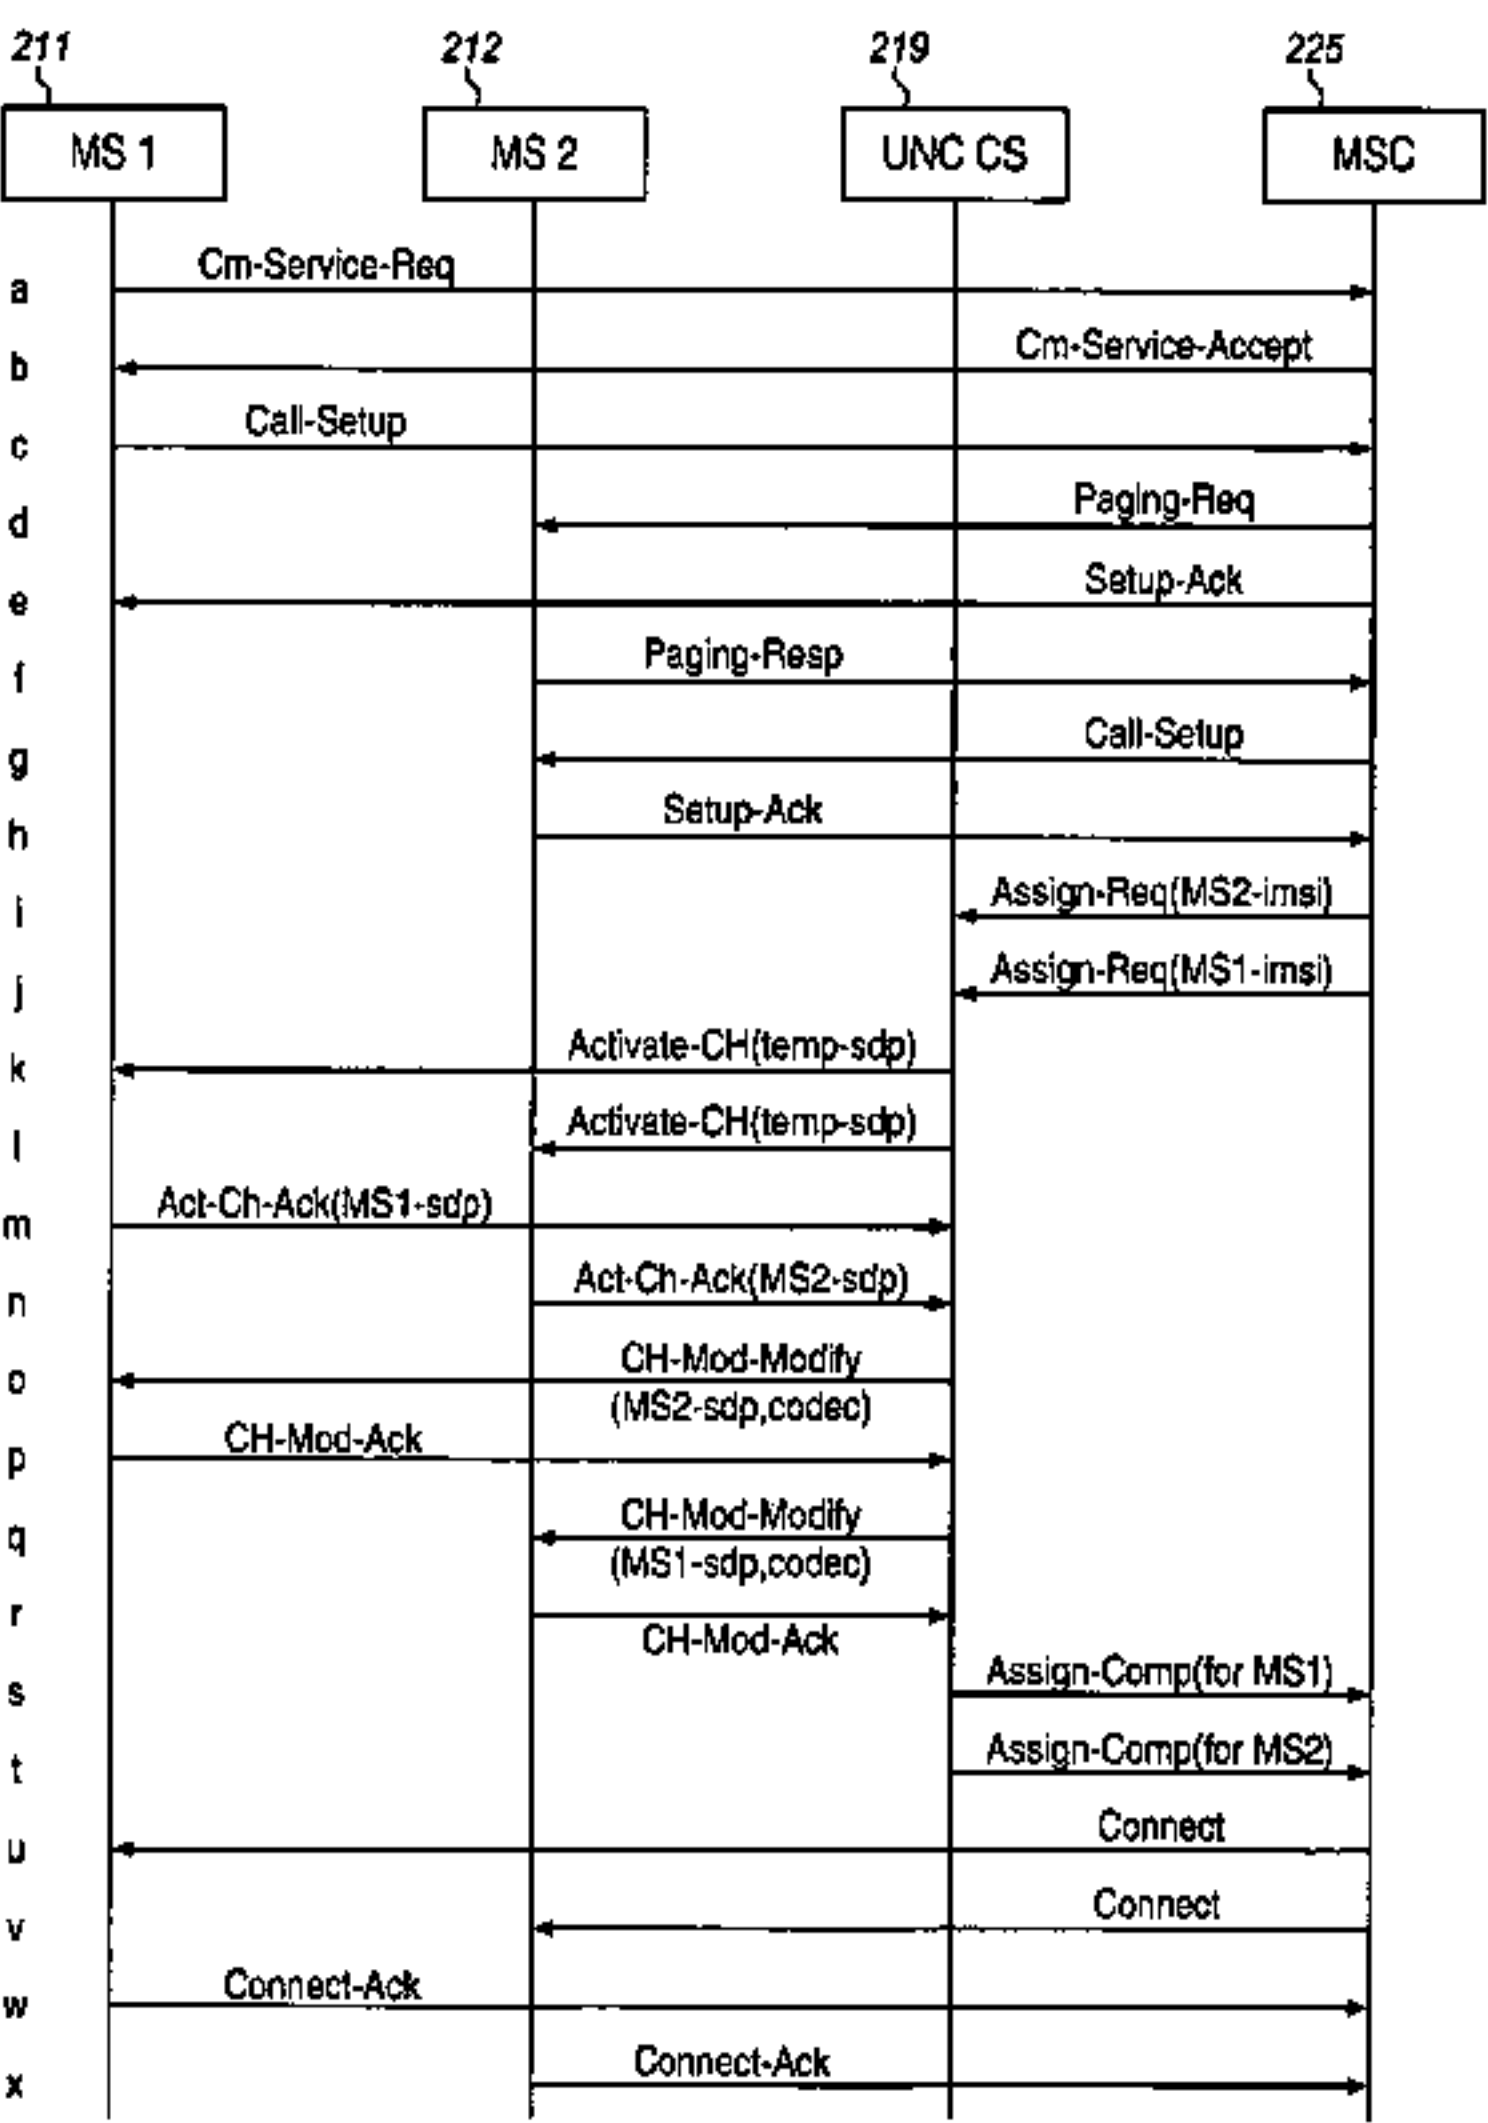 211 212 219 225
MS 1 MS 2 UNC CS MSC
Cm-Service-Req
a
Cm-Service-Accept
b
Call-Setup
c
Paging-Req
d
Setup-Ack
e
Paging-Resp
f
Call-Setup
g
Setup-Ack
h
Assign-Req(MS2-imsi)
i
Assign-Req(MS1-imsi)
j
Activate-CH(temp-sdp)
k
Activate-CH(temp-sdp)
l
Act-Ch-Ack(MS1-sdp)
m
Act-Ch-Ack(MS2-sdp)
n
CH-Mod-Modify
o
(MS2-sdp,codec)
CH-Mod-Ack
p
CH-Mod-Modify
q
(MS1-sdp,codec)
r
CH-Mod-Ack
Assign-Comp(for MS1)
s
Assign-Comp(for MS2)
t
Connect
u
Connect
v
Connect-Ack
w
Connect-Ack
x